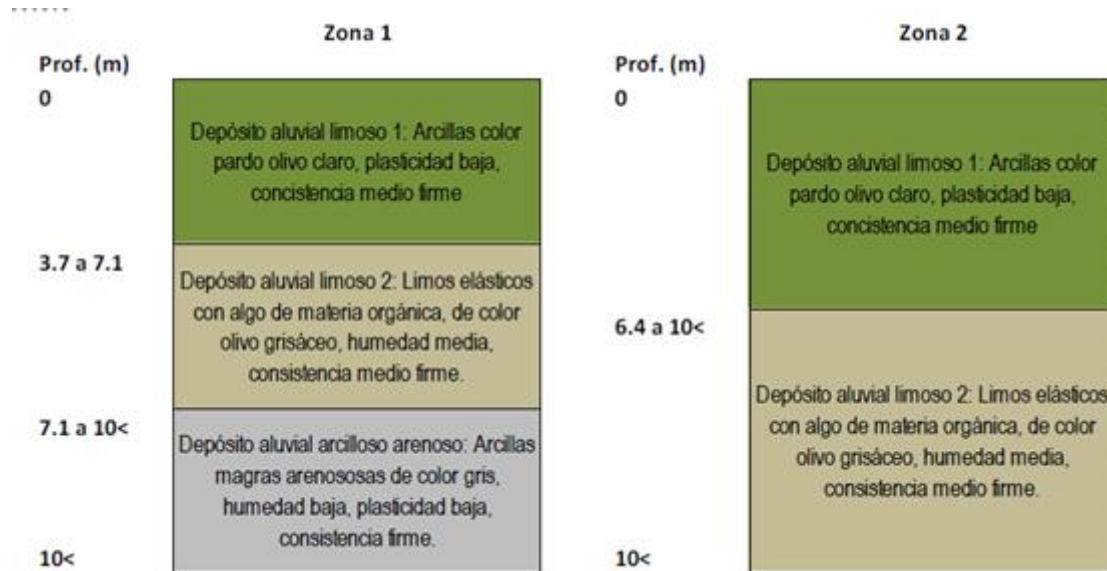 Zona 1
Prof. (m)
0
Depósito aluvial limoso 1: Arcillas color
pardo olivo claro, plasticidad baja,
concistencia medio firme
3.7 a 7.1
Depósito aluvial limoso 2: Limos elásticos
con algo de materia orgánica, de color
olivo grisáceo, humedad media,
consistencia medio firme.
7.1 a 10<
Depósito aluvial arcilloso arenoso: Arcillas
magras arenososas de color gris,
humedad baja, plasticidad baja,
consistencia firme.
10<
Zona 2
Prof. (m)
0
Depósito aluvial limoso 1: Arcillas color
pardo olivo claro, plasticidad baja,
concistencia medio firme
6.4 a 10<
Depósito aluvial limoso 2: Limos elásticos
con algo de materia orgánica, de color
olivo grisáceo, humedad media,
consistencia medio firme.
10<